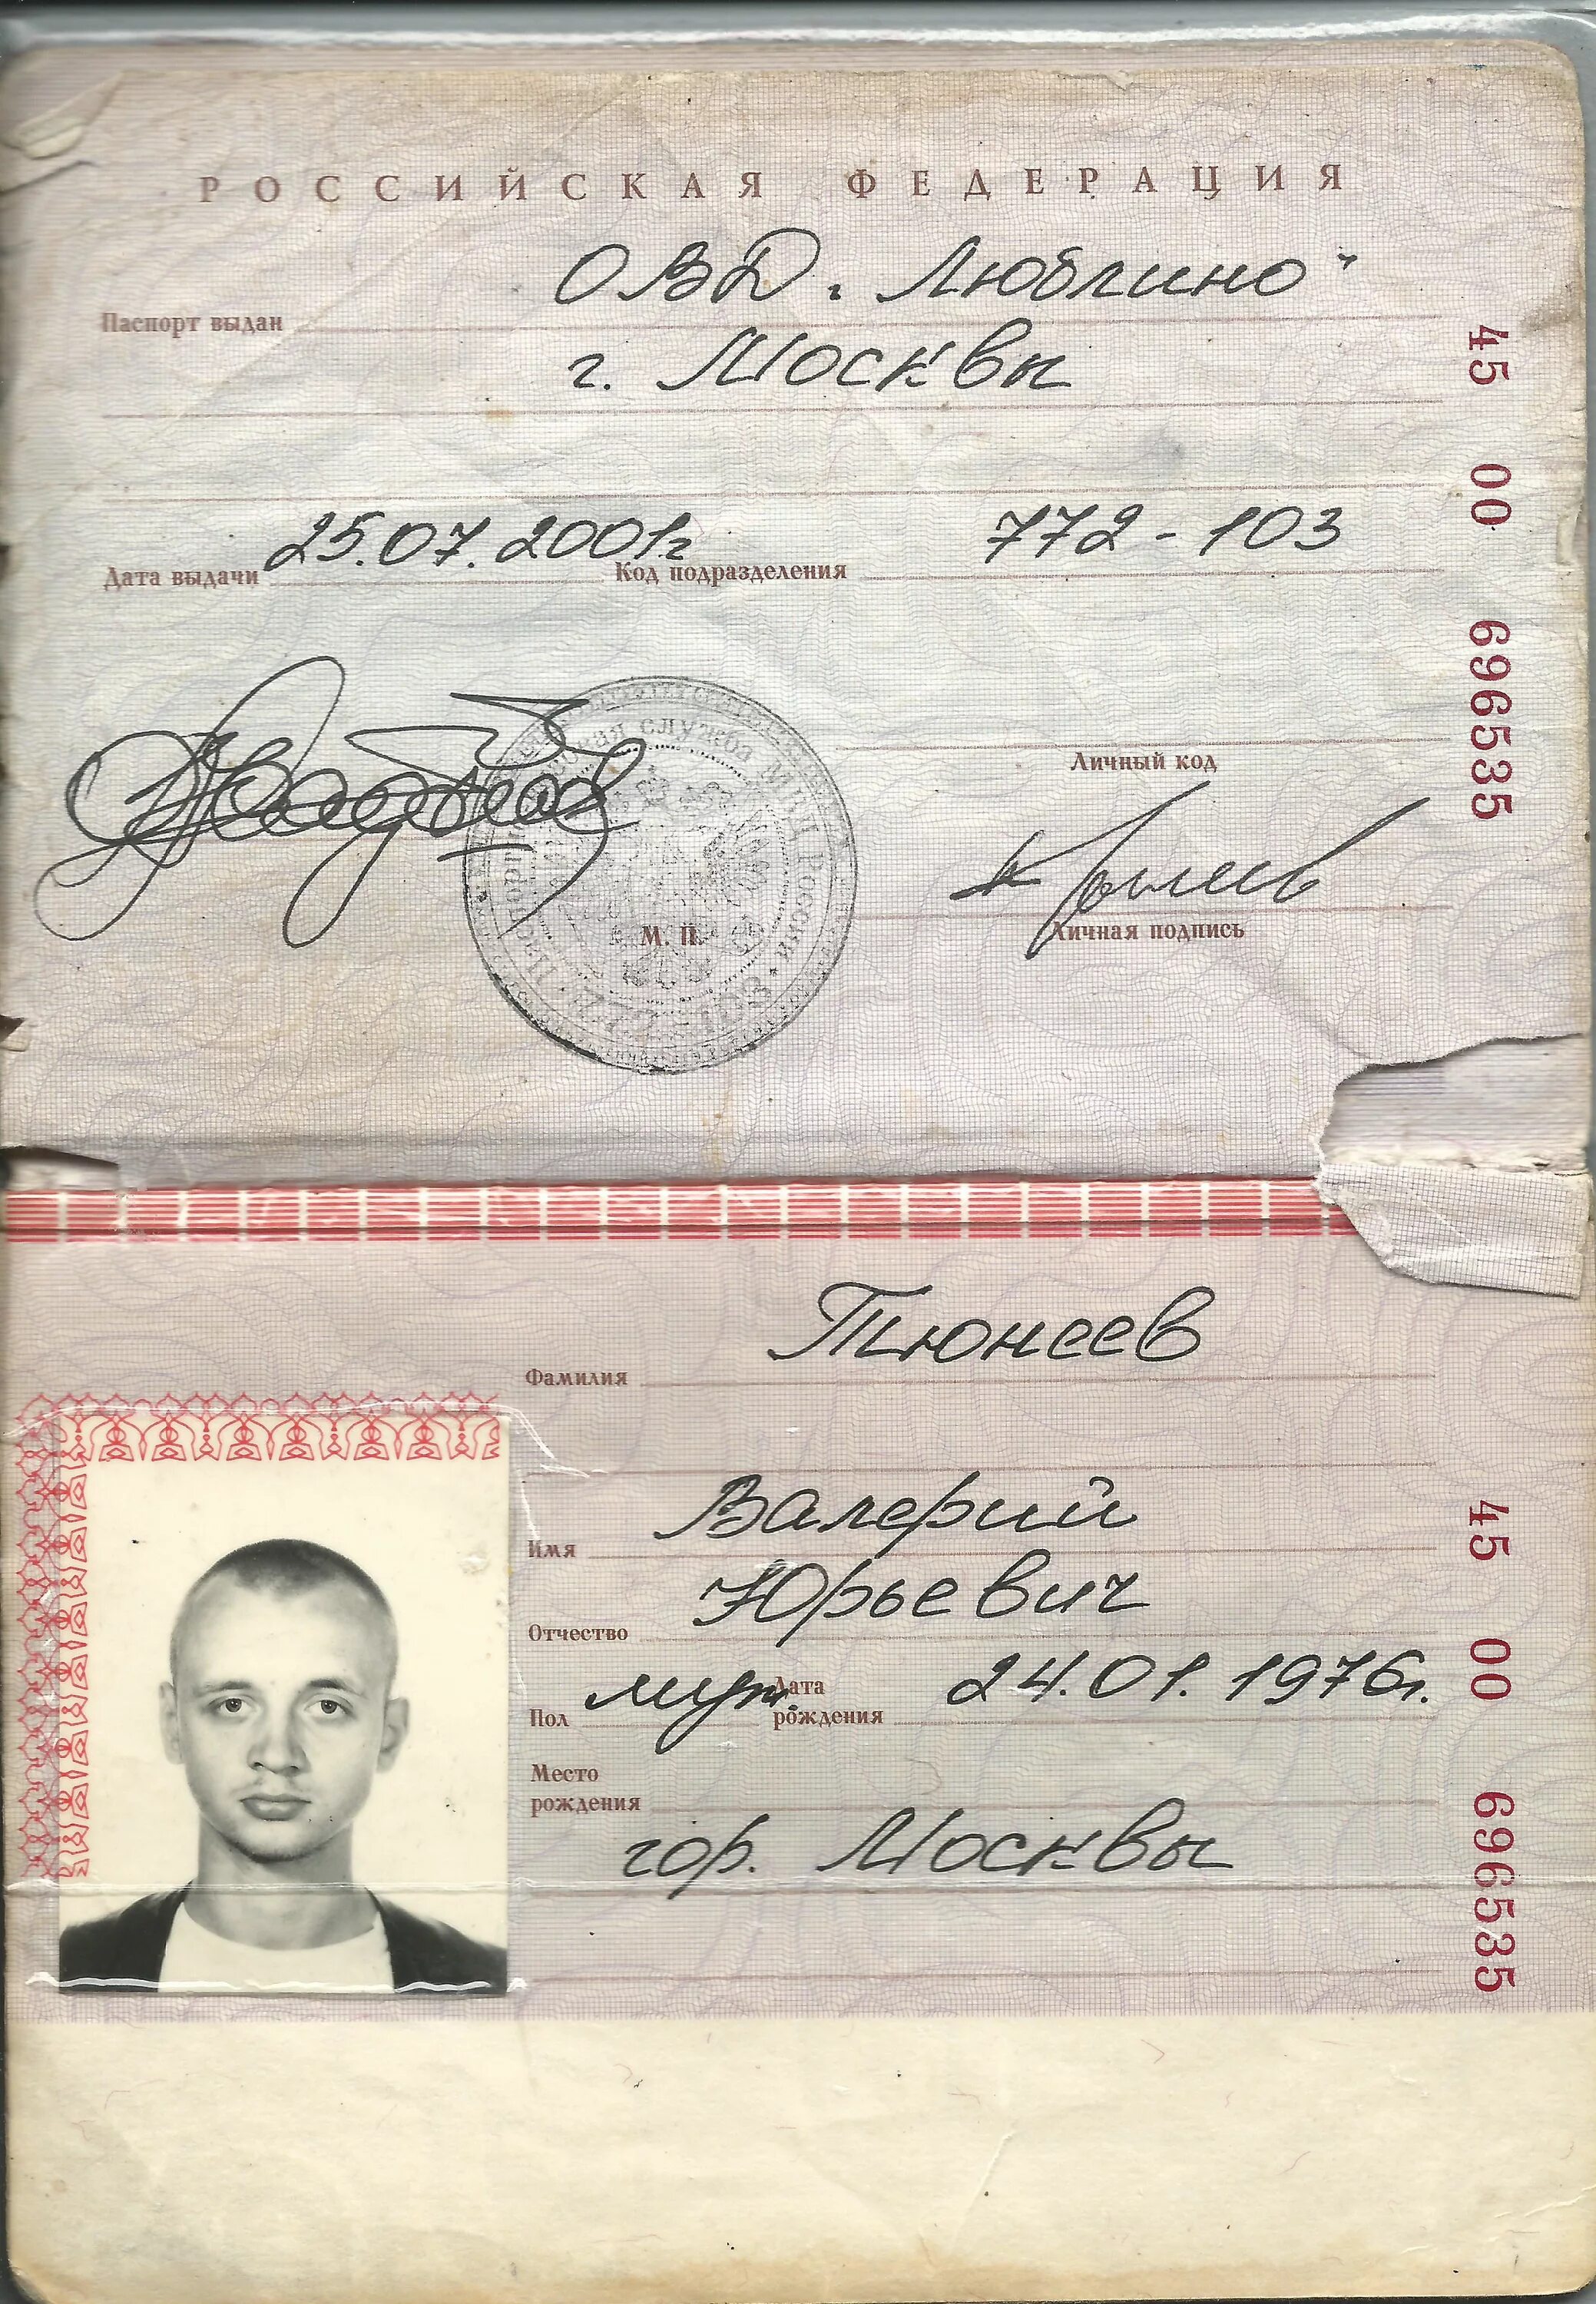 РОССИЙСКАЯ ФЕДЕРАЦИЯ
Паспорт выдан ОВД "Люблино"
г. Москвы
Дата выдачи 25.07.2001г Код подразделения 772-103
Личный код
М. П.
Личная подпись
45 00 696535
Фамилия Тюнеев
Имя Валерий
Отчество Юрьевич
Пол муж. Дата рождения 24.01.1976г.
Место
рождения
гор. Москвы
45 00 696535